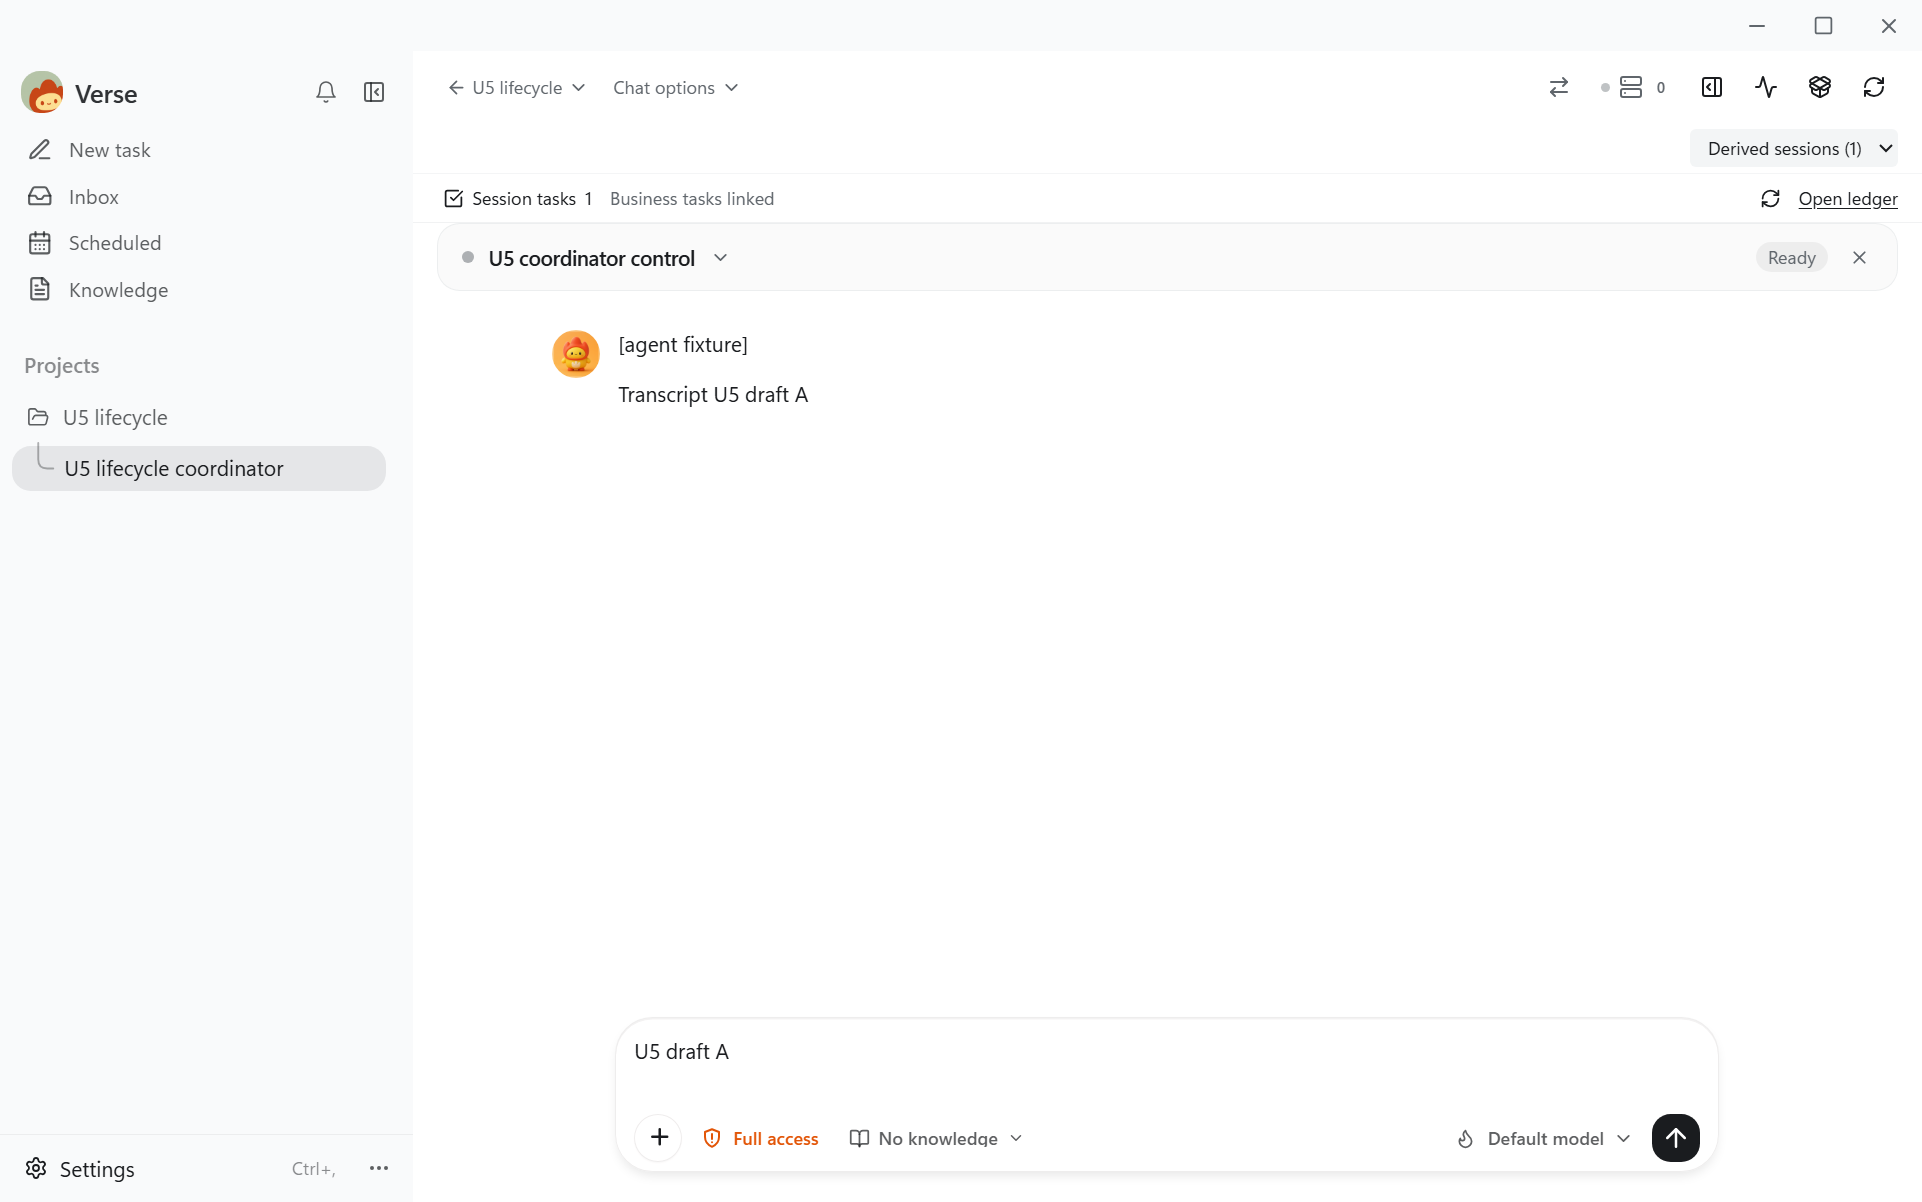 Verse
New task
Inbox
Scheduled
Knowledge
Projects
U5 lifecycle
U5 lifecycle coordinator
Settings Ctrl+,
U5 lifecycle Chat options 0
Derived sessions (1)
Session tasks 1 Business tasks linked Open ledger
U5 coordinator control Ready
[agent fixture]
Transcript U5 draft A
U5 draft A
Full access No knowledge Default model